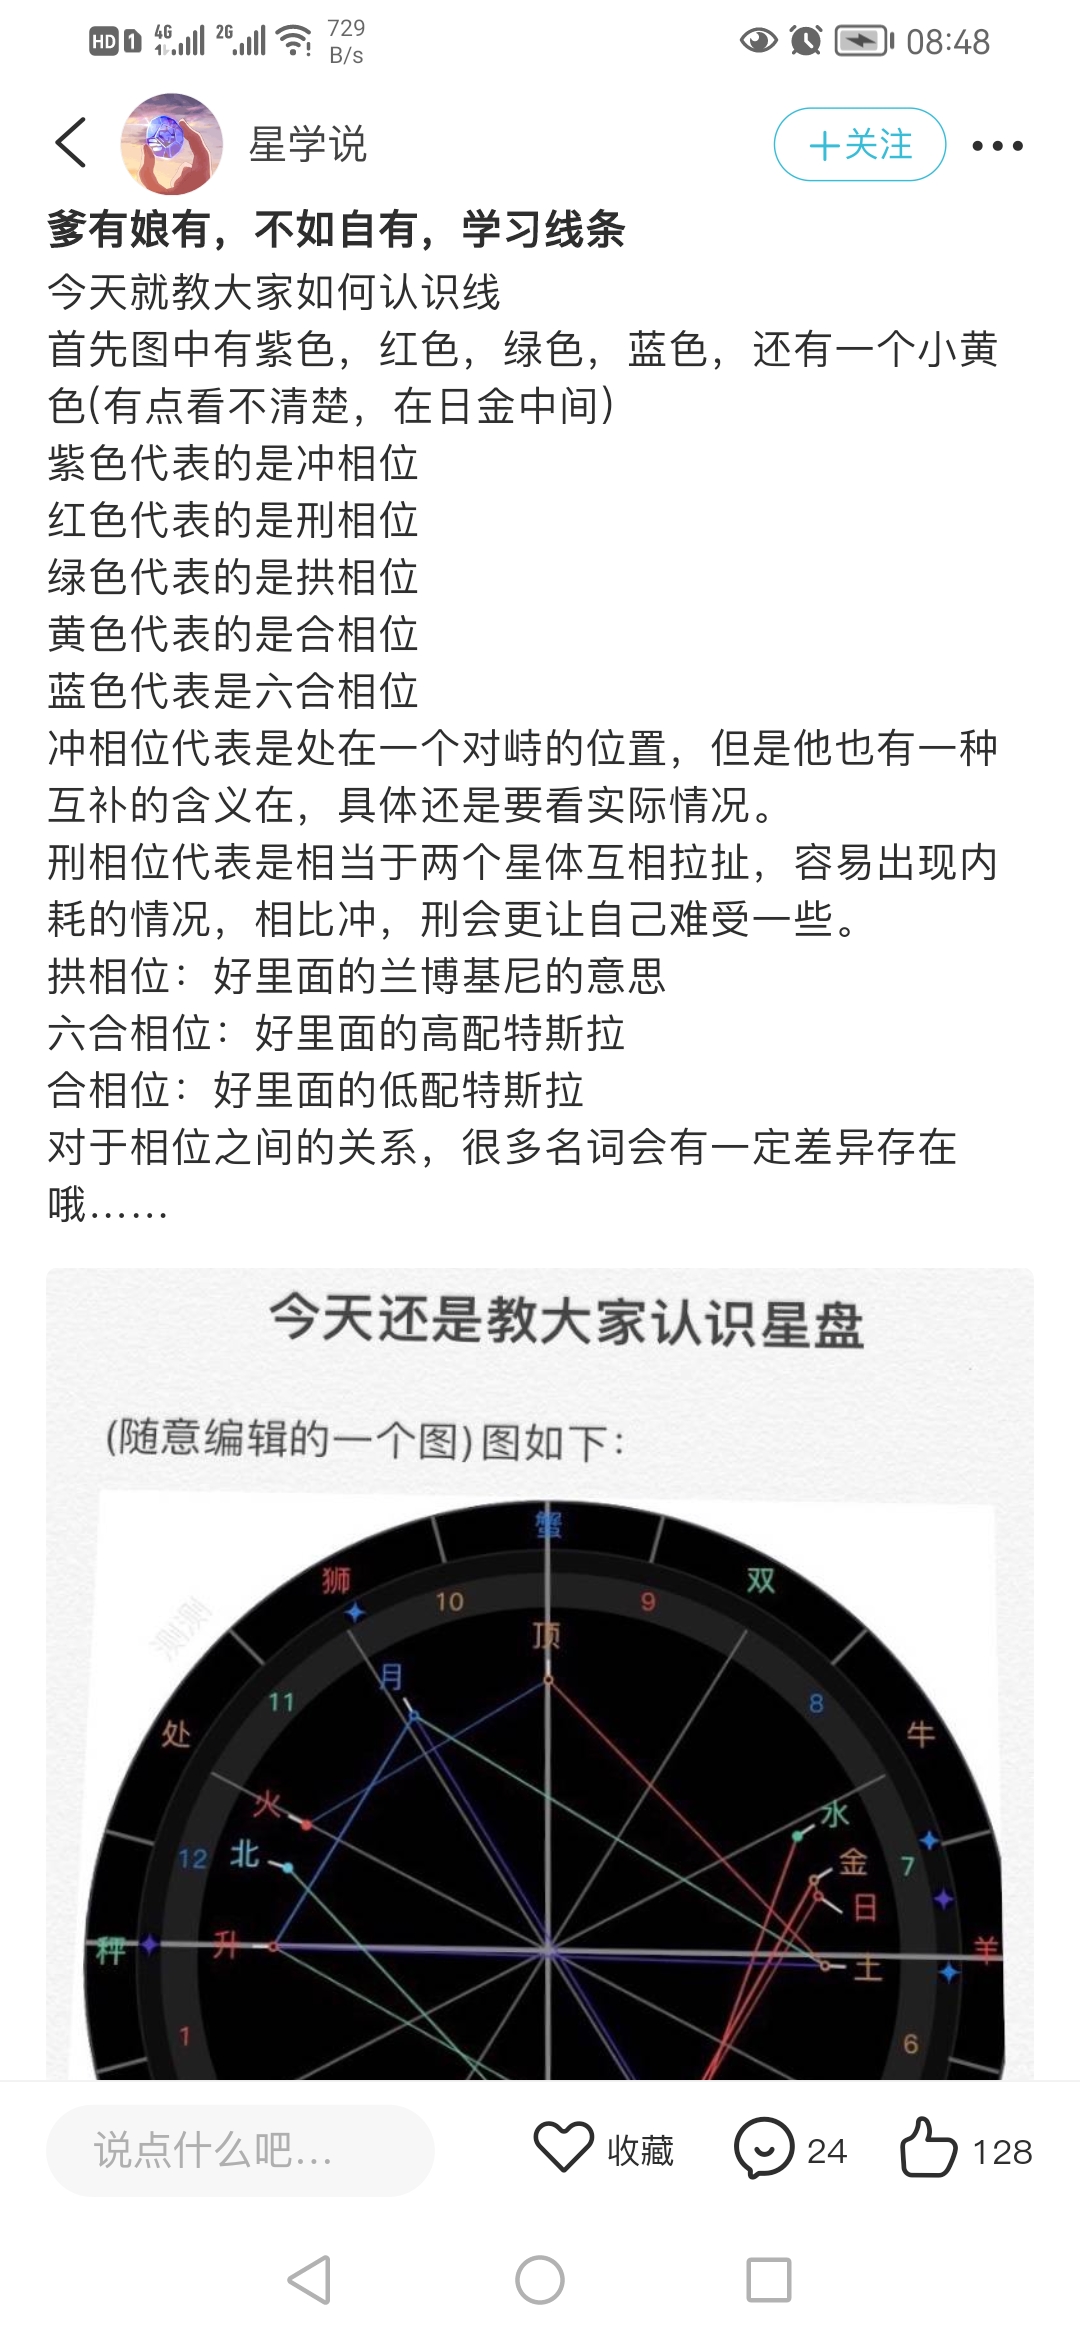 HD 1 4G 2G 729 B/s 08:48
星学说
+关注
爹有娘有，不如自有，学习线条
今天就教大家如何认识线
首先图中有紫色，红色，绿色，蓝色，还有一个小黄
色(有点看不清楚，在日金中间)
紫色代表的是冲相位
红色代表的是刑相位
绿色代表的是拱相位
黄色代表的是合相位
蓝色代表是六合相位
冲相位代表是处在一个对峙的位置，但是他也有一种
互补的含义在，具体还是要看实际情况。
刑相位代表是相当于两个星体互相拉扯，容易出现内
耗的情况，相比冲，刑会更让自己难受一些。
拱相位：好里面的兰博基尼的意思
六合相位：好里面的高配特斯拉
合相位：好里面的低配特斯拉
对于相位之间的关系，很多名词会有一定差异存在
哦……
今天还是教大家认识星盘
(随意编辑的一个图)图如下：
蟹
狮
双
10
9
顶
测测
月
11
8
处
牛
火
水
12
北
金
7
日
秤
升
羊
土
1
6
说点什么吧...
收藏
24
128